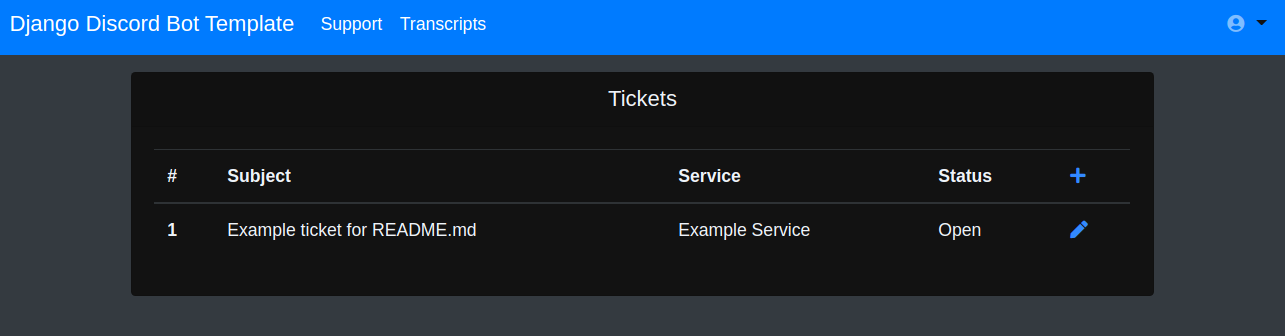 Django Discord Bot Template Support Transcripts
Tickets
# Subject Service Status
1 Example ticket for README.md Example Service Open